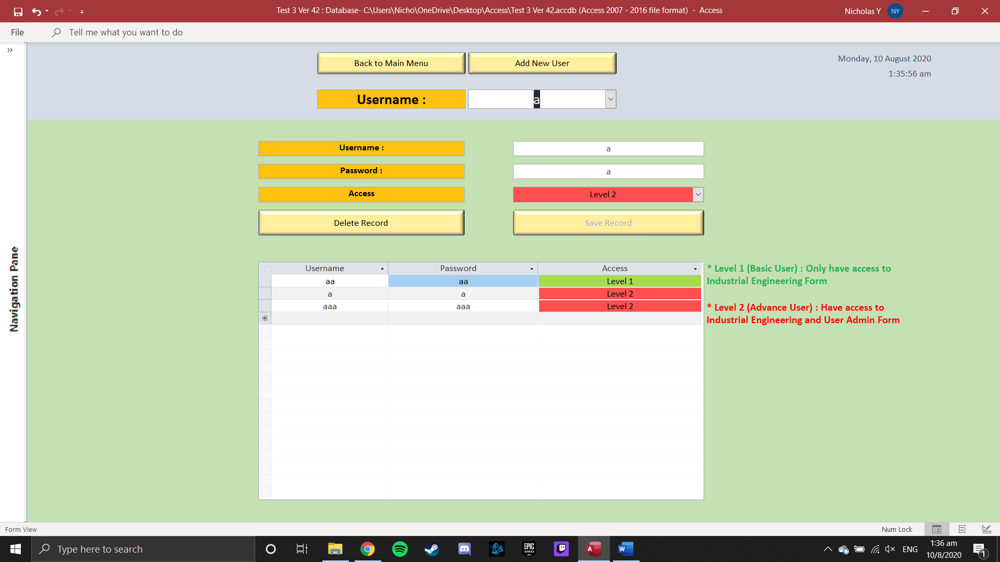 Test 3 Ver 42 : Database- C:\Users\Nicho\OneDrive\Desktop\Access\Test 3 Ver 42.accdb (Access 2007 - 2016 file format)  -  Access
Nicholas Y
NY
File
Tell me what you want to do
Back to Main Menu
Add New User
Monday, 10 August 2020
1:35:56 am
Username :
a
Username :
a
Password :
a
Access
Level 2
Delete Record
Save Record
Username Password Access
aa aa Level 1
a a Level 2
aaa aaa Level 2
* Level 1 (Basic User) : Only have access to
Industrial Engineering Form
* Level 2 (Advance User) : Have access to
Industrial Engineering and User Admin Form
Navigation Pane
Form View
Num Lock
Type here to search
EPIC
GAMES
A
W
ENG
1:36 am
10/8/2020
1